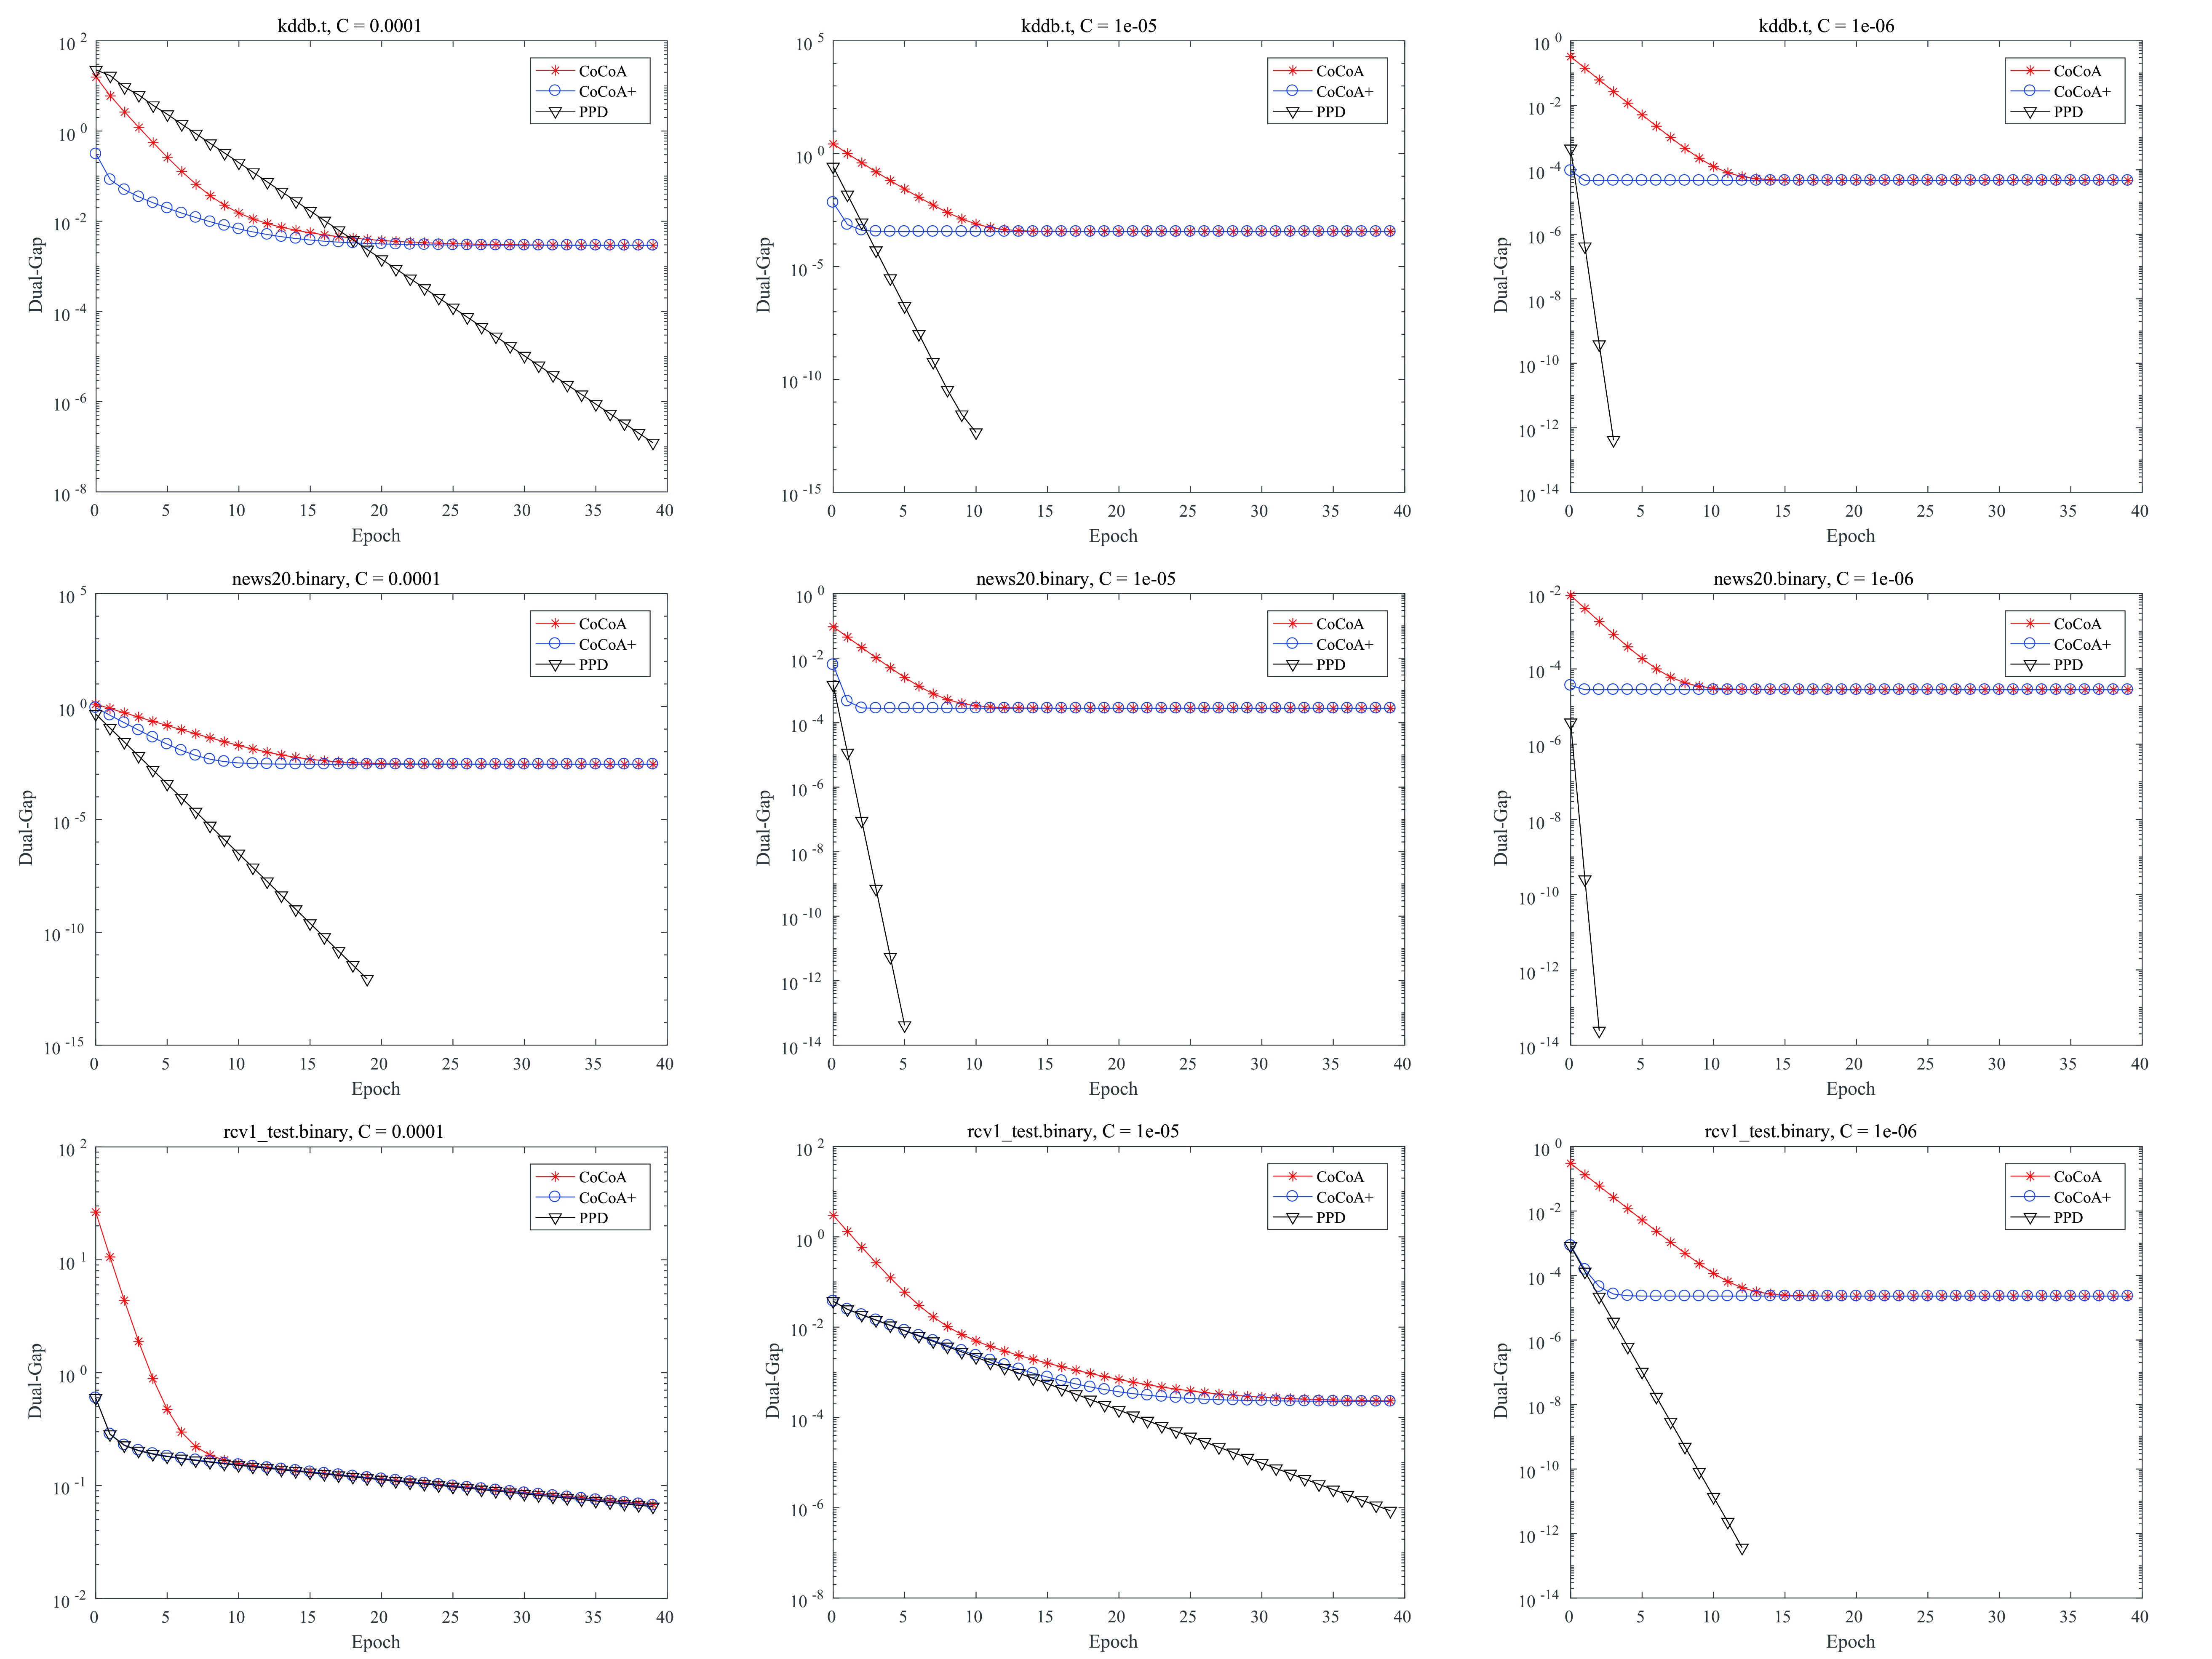 kddb.t, C = 0.0001
10 2
10 0
10 -2
10 -4
10 -6
10 -8
Dual-Gap
CoCoA
CoCoA+
PPD
0 5 10 15 20 25 30 35 40
Epoch
kddb.t, C = 1e-05
10 5
10 0
10 -5
10 -10
10 -15
Dual-Gap
CoCoA
CoCoA+
PPD
0 5 10 15 20 25 30 35 40
Epoch
kddb.t, C = 1e-06
10 0
10 -2
10 -4
10 -6
10 -8
10 -10
10 -12
10 -14
Dual-Gap
CoCoA
CoCoA+
PPD
0 5 10 15 20 25 30 35 40
Epoch
news20.binary, C = 0.0001
10 5
10 0
10 -5
10 -10
10 -15
Dual-Gap
CoCoA
CoCoA+
PPD
0 5 10 15 20 25 30 35 40
Epoch
news20.binary, C = 1e-05
10 0
10 -2
10 -4
10 -6
10 -8
10 -10
10 -12
10 -14
Dual-Gap
CoCoA
CoCoA+
PPD
0 5 10 15 20 25 30 35 40
Epoch
news20.binary, C = 1e-06
10 -2
10 -4
10 -6
10 -8
10 -10
10 -12
10 -14
Dual-Gap
CoCoA
CoCoA+
PPD
0 5 10 15 20 25 30 35 40
Epoch
rcv1_test.binary, C = 0.0001
10 2
10 1
10 0
10 -1
10 -2
Dual-Gap
CoCoA
CoCoA+
PPD
0 5 10 15 20 25 30 35 40
Epoch
rcv1_test.binary, C = 1e-05
10 2
10 0
10 -2
10 -4
10 -6
10 -8
Dual-Gap
CoCoA
CoCoA+
PPD
0 5 10 15 20 25 30 35 40
Epoch
rcv1_test.binary, C = 1e-06
10 0
10 -2
10 -4
10 -6
10 -8
10 -10
10 -12
10 -14
Dual-Gap
CoCoA
CoCoA+
PPD
0 5 10 15 20 25 30 35 40
Epoch